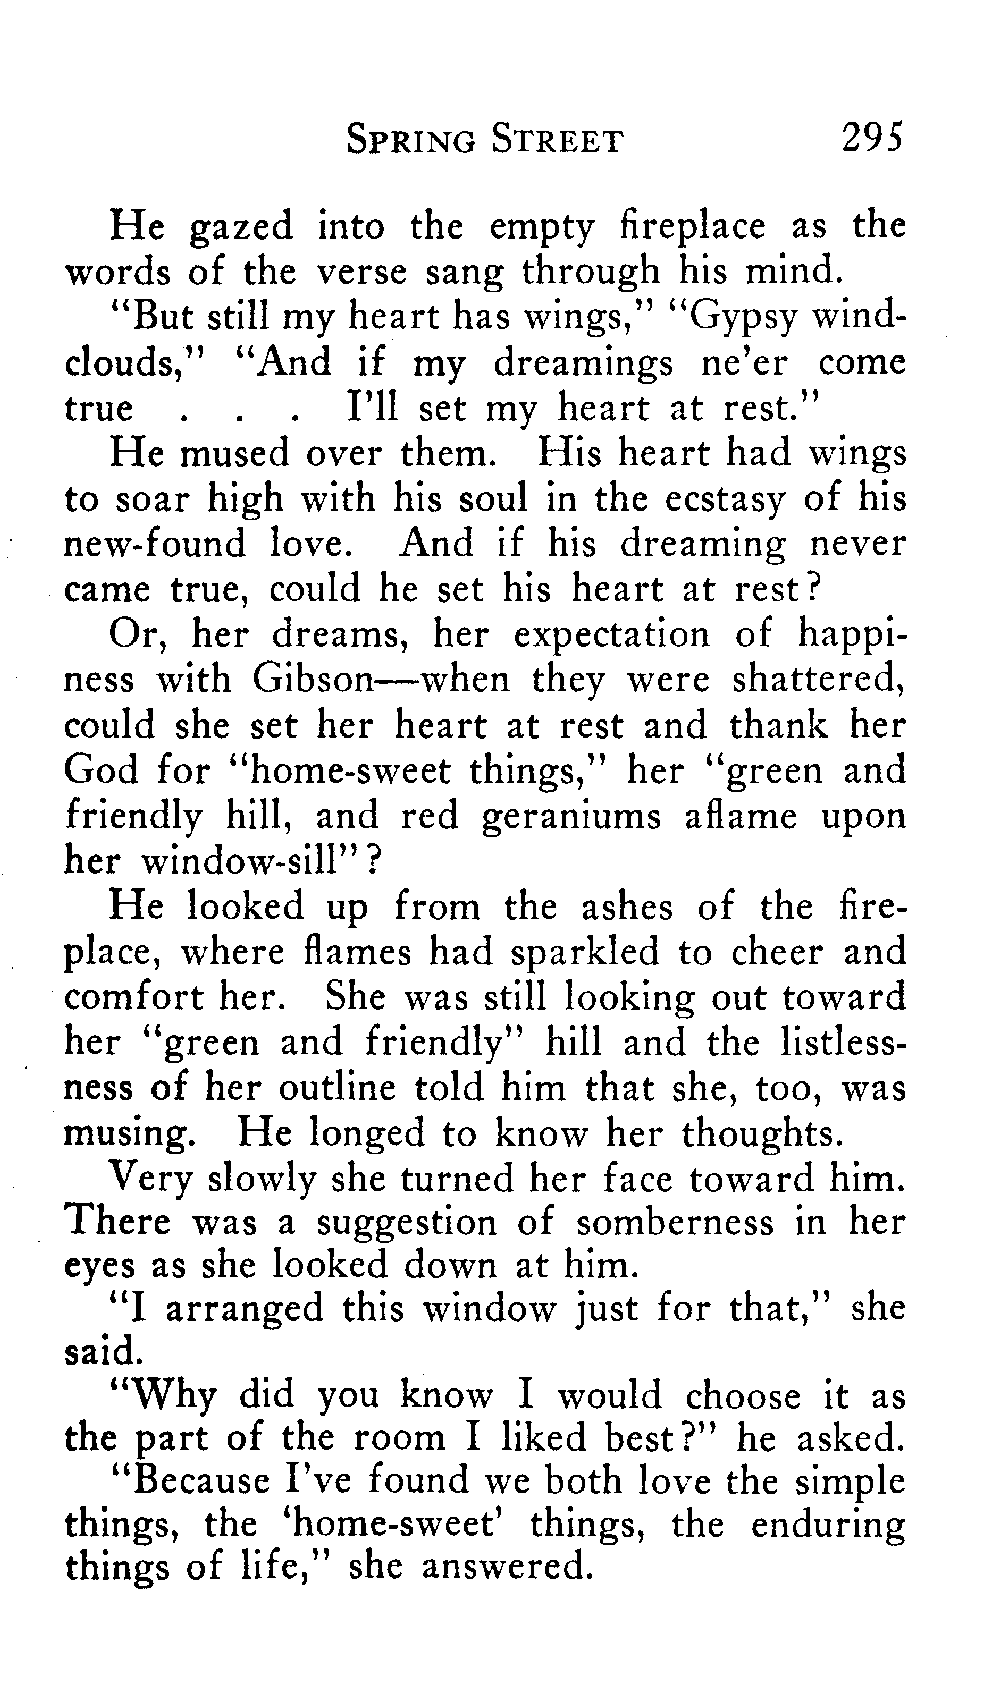 SPRING STREET 295
He gazed into the empty fireplace as the
words of the verse sang through his mind.
“But still my heart has wings,” “Gypsy wind-
clouds,” “And if my dreamings ne’er come
true . . . I’ll set my heart at rest.”
He mused over them. His heart had wings
to soar high with his soul in the ecstasy of his
new-found love. And if his dreaming never
came true, could he set his heart at rest?
Or, her dreams, her expectation of happi-
ness with Gibson—when they were shattered,
could she set her heart at rest and thank her
God for “home-sweet things,” her “green and
friendly hill, and red geraniums aflame upon
her window-sill”?
He looked up from the ashes of the fire-
place, where flames had sparkled to cheer and
comfort her. She was still looking out toward
her “green and friendly” hill and the listless-
ness of her outline told him that she, too, was
musing. He longed to know her thoughts.
Very slowly she turned her face toward him.
There was a suggestion of somberness in her
eyes as she looked down at him.
“I arranged this window just for that,” she
said.
“Why did you know I would choose it as
the part of the room I liked best?” he asked.
“Because I’ve found we both love the simple
things, the ‘home-sweet’ things, the enduring
things of life,” she answered.